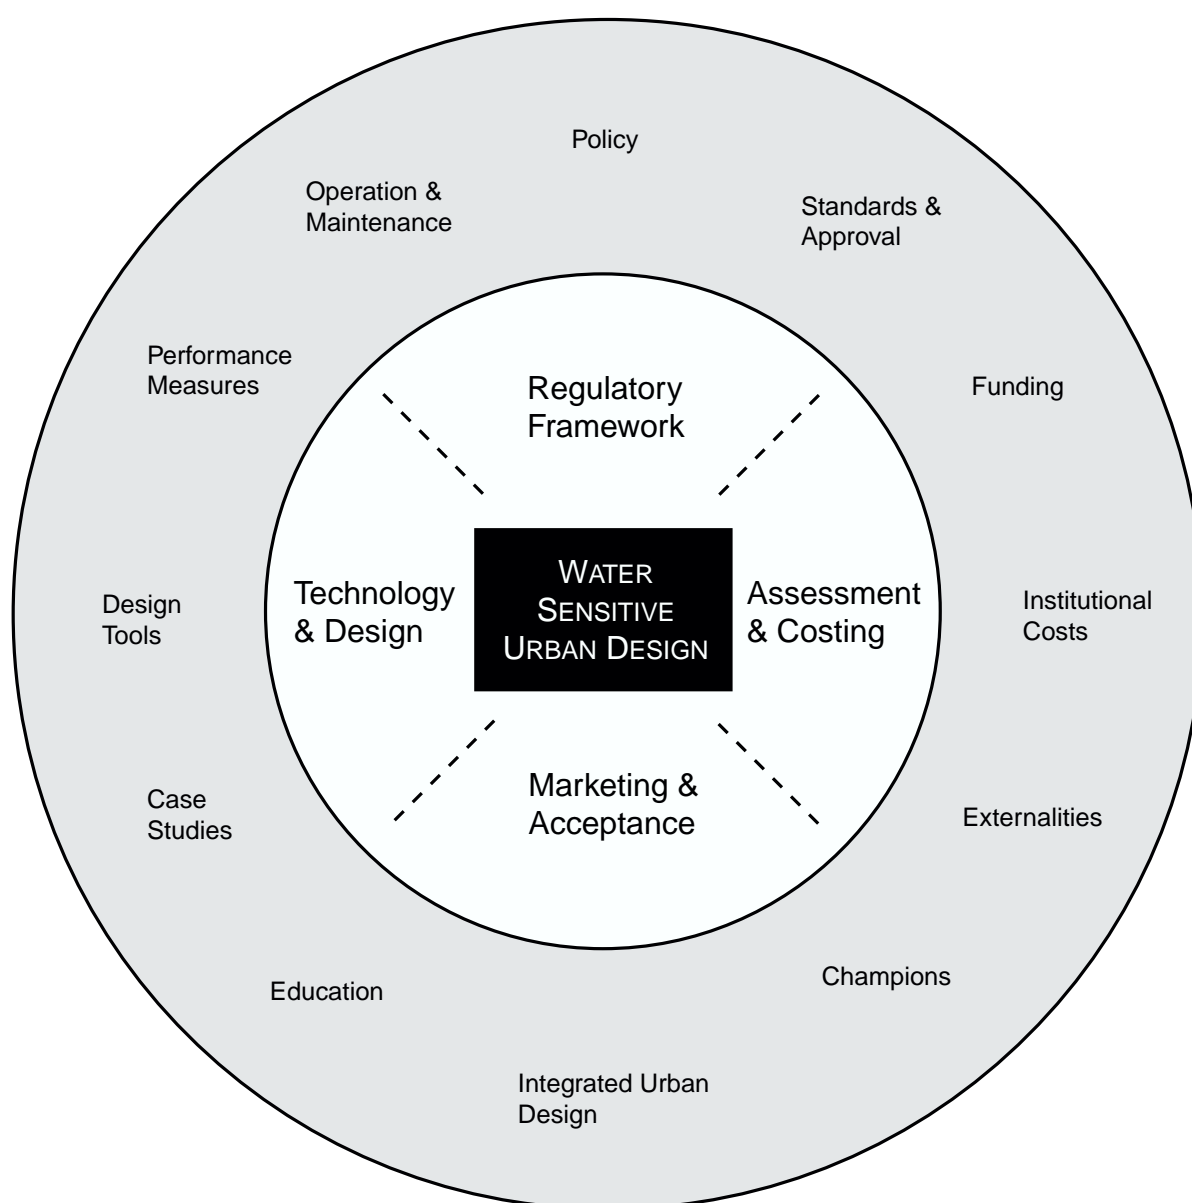 Policy
Operation &
Maintenance
Standards &
Approval
Performance
Measures
Regulatory
Framework
Funding
Technology
& Design
WATER
SENSITIVE
URBAN DESIGN
Assessment
& Costing
Design
Tools
Institutional
Costs
Marketing &
Acceptance
Case
Studies
Externalities
Champions
Education
Integrated Urban
Design